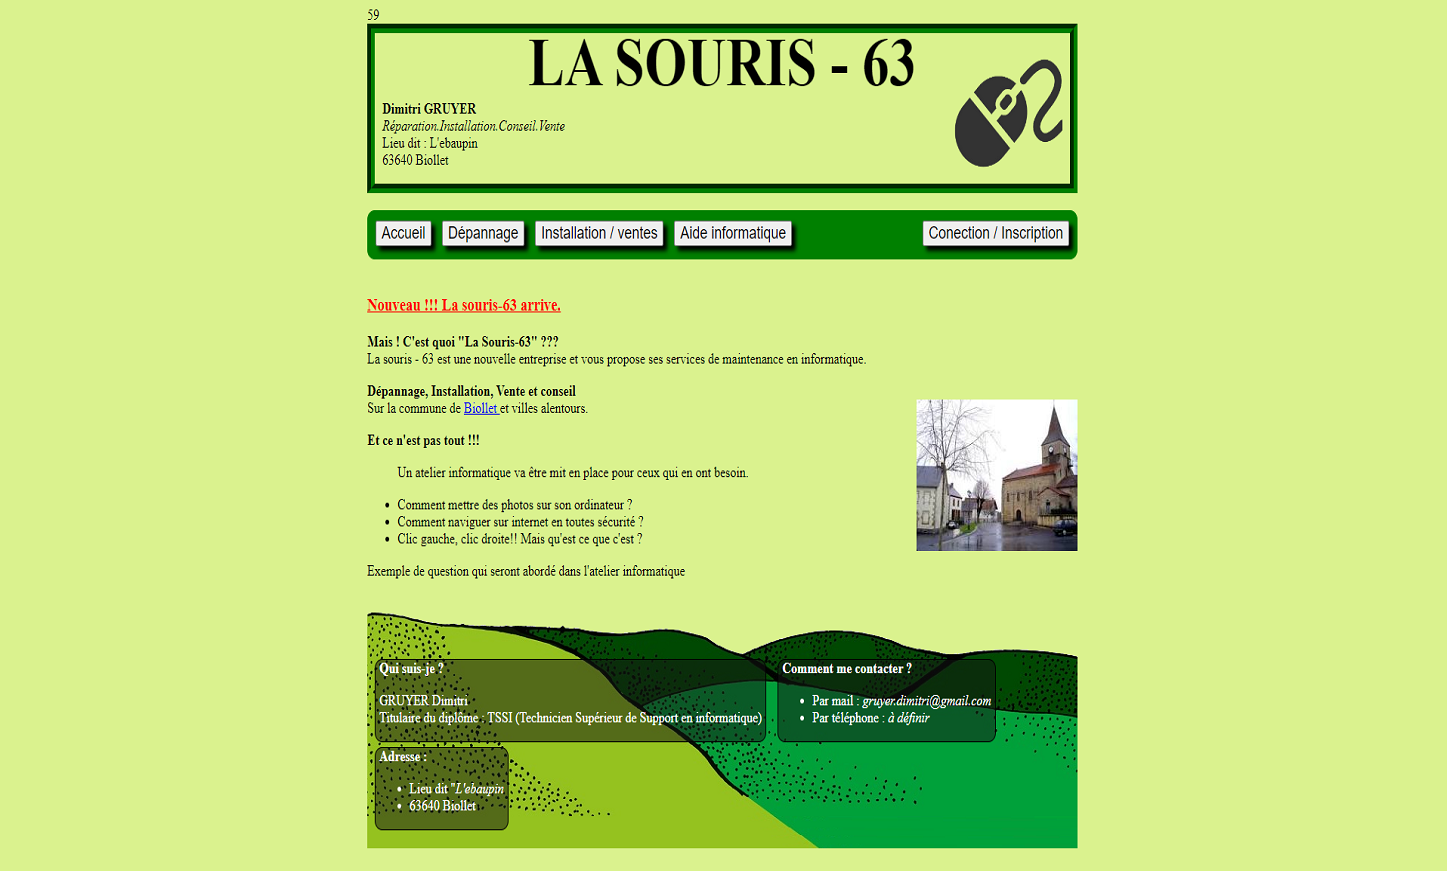 59
LA SOURIS - 63
Dimitri GRUYER
Réparation.Installation.Conseil.Vente
Lieu dit : L'ebaupin
63640 Biollet
Accueil Dépannage Installation / ventes Aide informatique Conection / Inscription
Nouveau !!! La souris-63 arrive.
Mais ! C'est quoi "La Souris-63" ???
La souris - 63 est une nouvelle entreprise et vous propose ses services de maintenance en informatique.
Dépannage, Installation, Vente et conseil
Sur la commune de Biollet et villes alentours.
Et ce n'est pas tout !!!
Un atelier informatique va être mit en place pour ceux qui en ont besoin.
• Comment mettre des photos sur son ordinateur ?
• Comment naviguer sur internet en toutes sécurité ?
• Clic gauche, clic droite!! Mais qu'est ce que c'est ?
Exemple de question qui seront abordé dans l'atelier informatique
Qui suis-je ?
GRUYER Dimitri
Titulaire du diplôme : TSSI (Technicien Supérieur de Support en informatique)
Comment me contacter ?
• Par mail : gruyer.dimitri@gmail.com
• Par téléphone : à définir
Adresse :
• Lieu dit "L'ebaupin
• 63640 Biollet